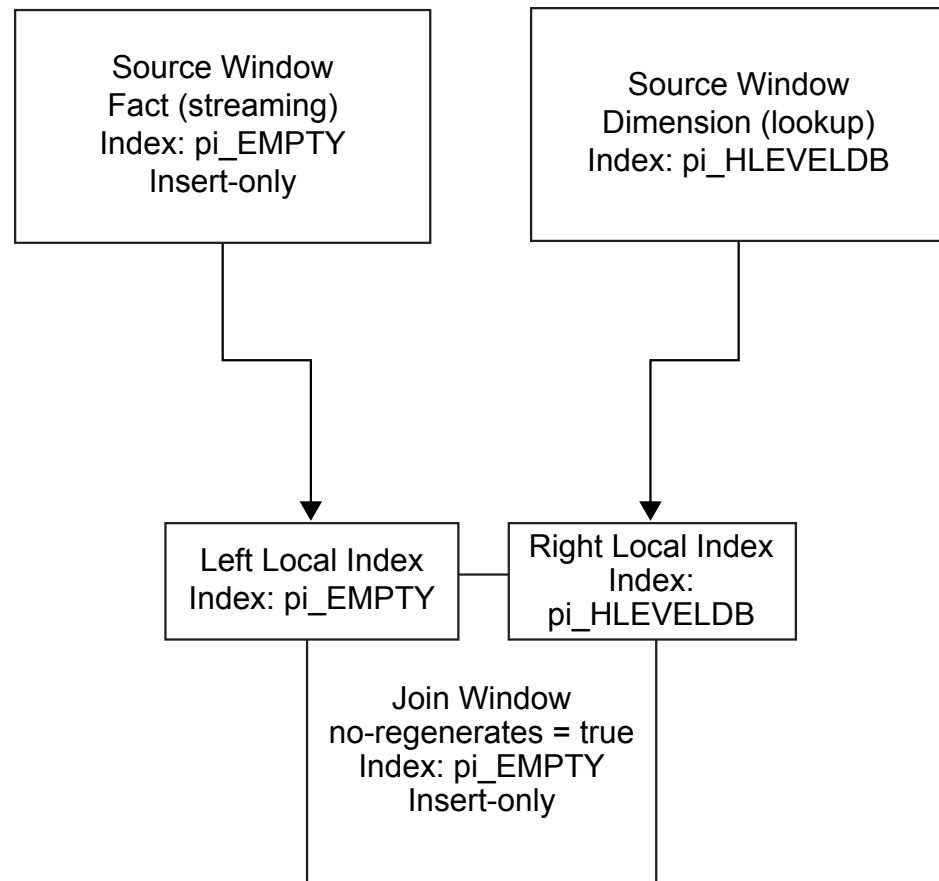 Source Window
Fact (streaming)
Index: pi_EMPTY
Insert-only
Source Window
Dimension (lookup)
Index: pi_HLEVELDB
Left Local Index
Index: pi_EMPTY
Right Local Index
Index:
pi_HLEVELDB
Join Window
no-regenerates = true
Index: pi_EMPTY
Insert-only